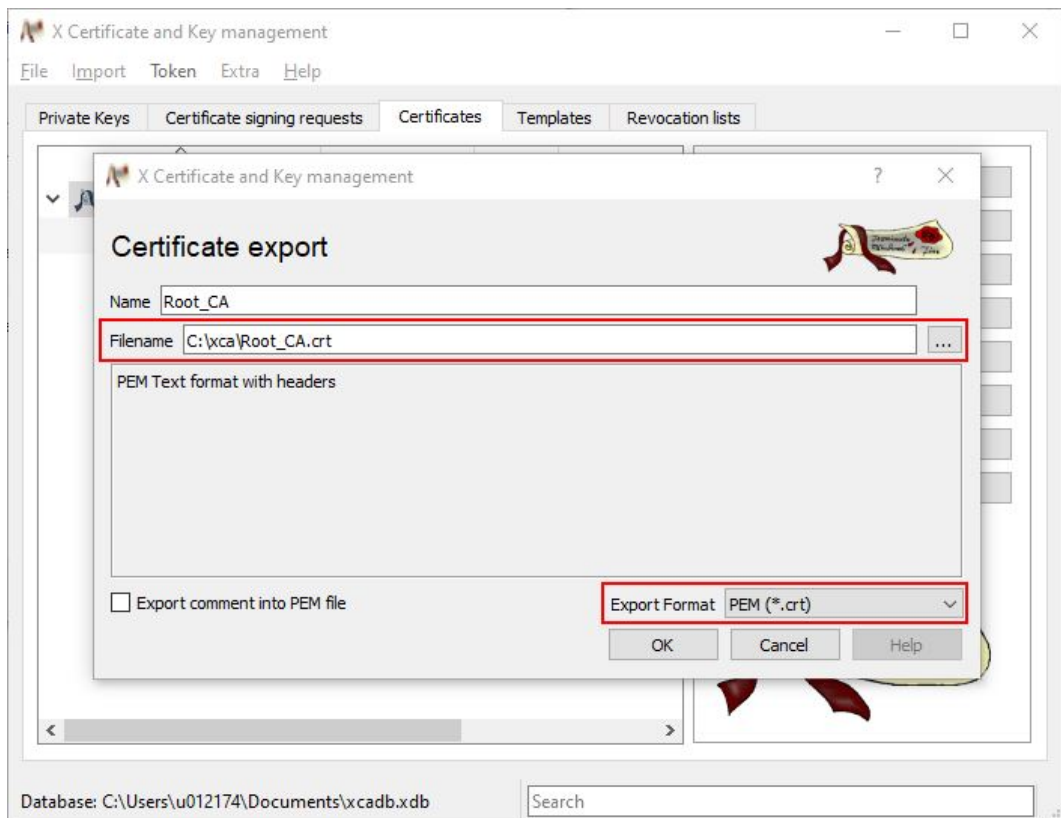 X Certificate and Key management
File Import Token Extra Help
Private Keys Certificate signing requests Certificates Templates Revocation lists
X Certificate and Key management
Certificate export
Name Root_CA
Filename C:\xca\Root_CA.crt ...
PEM Text format with headers
Export comment into PEM file
Export Format PEM (*.crt)
OK Cancel Help
Database: C:\Users\u012174\Documents\xcadb.xdb Search